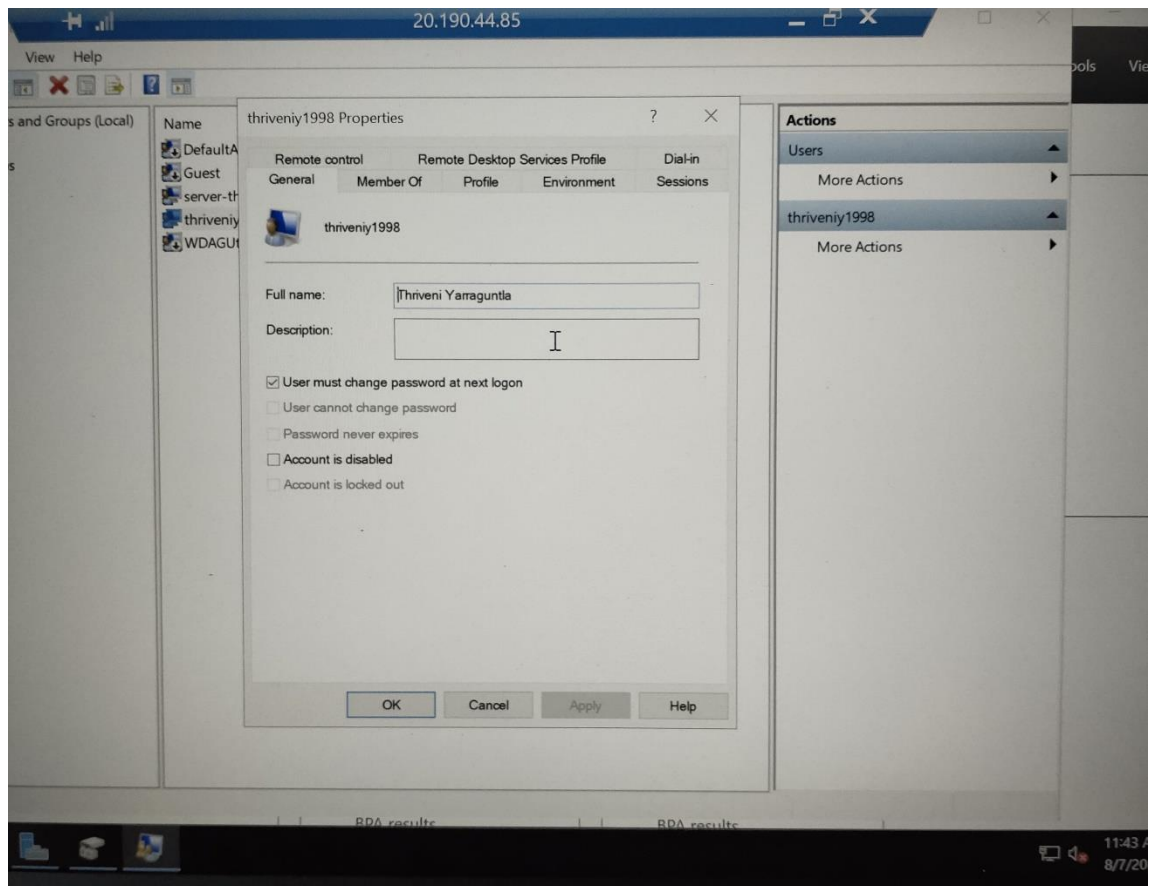 20.190.44.85
View Help
s and Groups (Local)
s
Name
DefaultA
Guest
server-th
thriveniy
WDAGUt
thriveniy1998 Properties
? 
Remote control Remote Desktop Services Profile Dial-in
General Member Of Profile Environment Sessions
thriveniy1998
Full name: Thriveni Yarraguntla
Description:
User must change password at next logon
User cannot change password
Password never expires
Account is disabled
Account is locked out
OK Cancel Apply Help
Actions
Users
More Actions
thriveniy1998
More Actions
ools Vie
BPA results BPA results
11:43 A
8/7/20